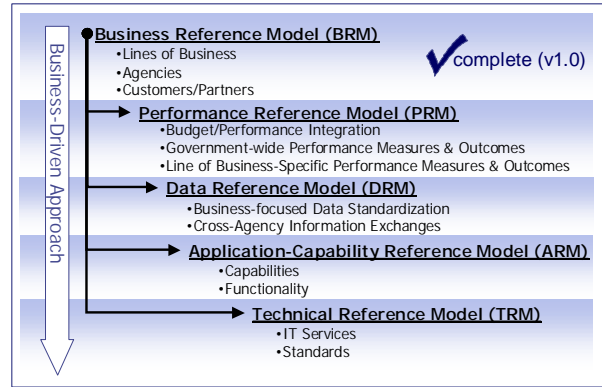 Business-Driven Approach
Business Reference Model (BRM)
•Lines of Business
•Agencies
•Customers/Partners
complete (v1.0)
Performance Reference Model (PRM)
•Budget/Performance Integration
•Government-wide Performance Measures & Outcomes
•Line of Business-Specific Performance Measures & Outcomes
Data Reference Model (DRM)
•Business-focused Data Standardization
•Cross-Agency Information Exchanges
Application-Capability Reference Model (ARM)
•Capabilities
•Functionality
Technical Reference Model (TRM)
•IT Services
•Standards